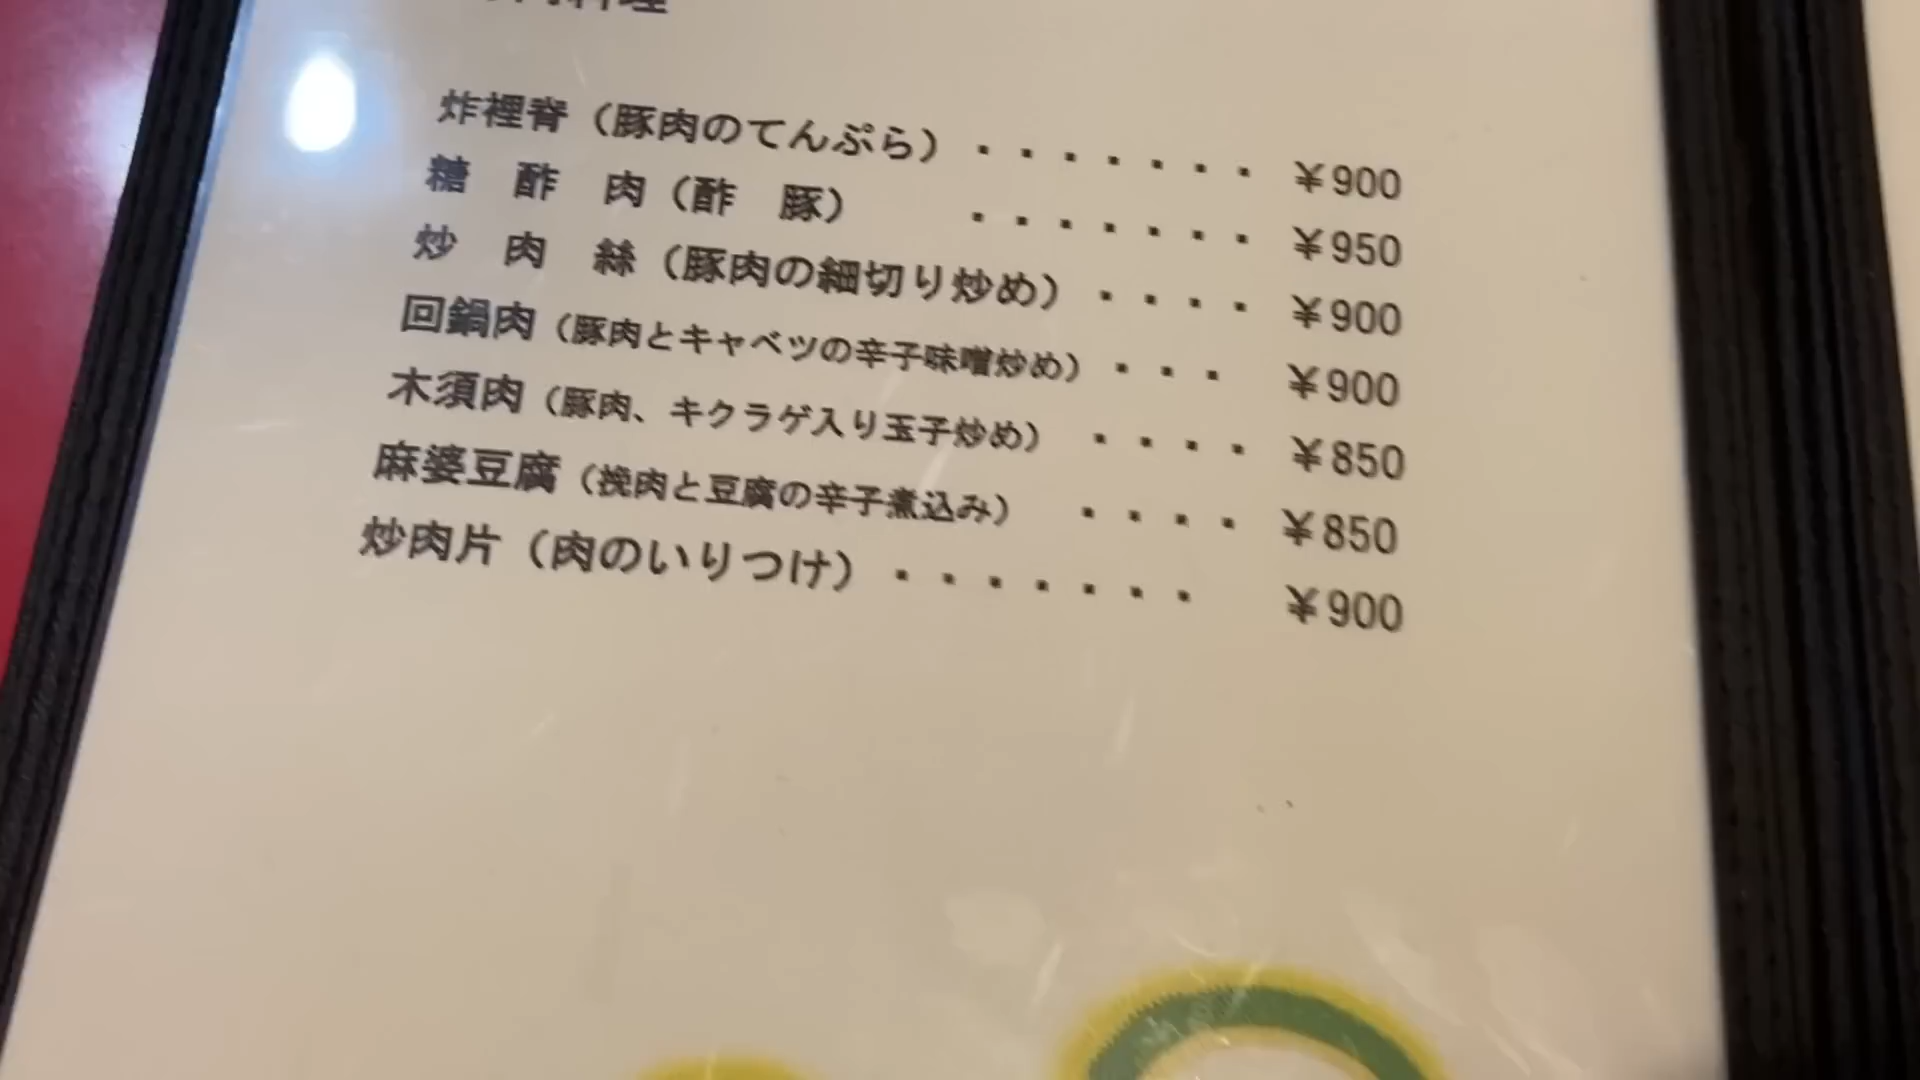 料理
炸裡脊（豚肉のてんぷら）・・・・・・・ ¥900
糖 酢 肉（酢 豚） ・・・・・・・ ¥950
炒 肉 絲（豚肉の細切り炒め）・・・・ ¥900
回鍋肉（豚肉とキャベツの辛子味噌炒め）・・・ ¥900
木須肉（豚肉、キクラゲ入り玉子炒め） ・・・・ ¥850
麻婆豆腐（挽肉と豆腐の辛子煮込み） ・・・・ ¥850
炒肉片（肉のいりつけ）・・・・・・・ ¥900